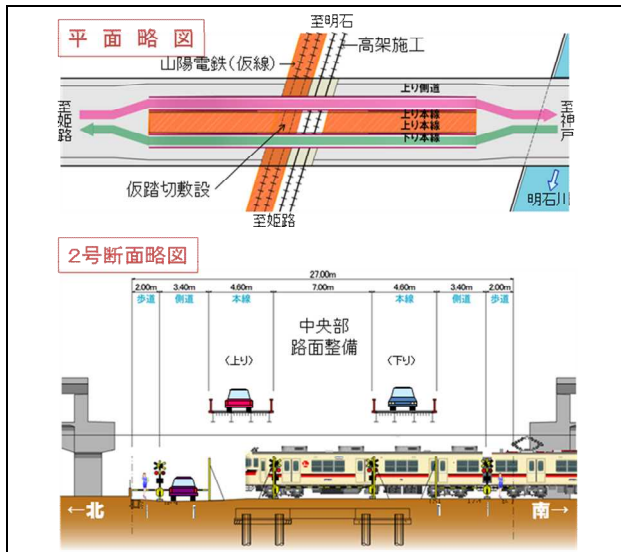 平面略図
至明石
高架施工
山陽電鉄(仮線)
上り側道
至姫路
上り本線
上り本線
下り本線
至神戸
仮踏切敷設
至姫路
明石川
2号断面略図
27.00m
2.00m 3.40m 4.60m 7.00m 4.60m 3.40m 2.00m
歩道 側道 本線 本線 側道 歩道
中央部
路面整備
〈上り〉 〈下り〉
←北 南→